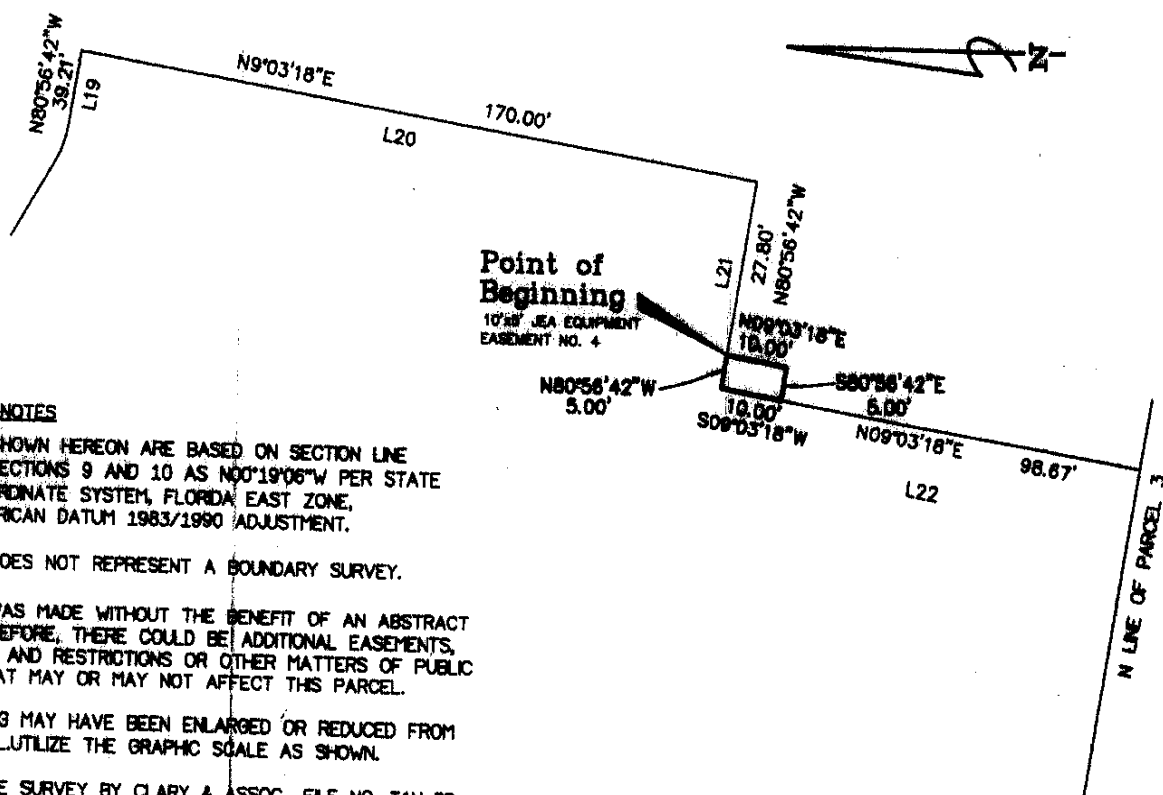 N80°56'42"W
39.21'
L19
N9°03'18"E
170.00'
L20
N
L21
27.80'
N80°56'42"W
Point of
Beginning
10'x5' JEA EQUIPMENT
EASEMENT NO. 4
N09°03'18"E
10.00'
N80°56'42"W
5.00'
S80°56'42"E
5.00'
10.00'
S09°03'18"W
N09°03'18"E
98.67'
L22
N LINE OF PARCEL 3
NOTES
HOWN HEREON ARE BASED ON SECTION LINE
ECTIONS 9 AND 10 AS N00°19'06"W PER STATE
RDINATE SYSTEM, FLORIDA EAST ZONE,
RICAN DATUM 1983/1990 ADJUSTMENT.
OES NOT REPRESENT A BOUNDARY SURVEY.
AS MADE WITHOUT THE BENEFIT OF AN ABSTRACT
EFORE, THERE COULD BE ADDITIONAL EASEMENTS,
AND RESTRICTIONS OR OTHER MATTERS OF PUBLIC
AT MAY OR MAY NOT AFFECT THIS PARCEL.
G MAY HAVE BEEN ENLARGED OR REDUCED FROM
L.UTILIZE THE GRAPHIC SCALE AS SHOWN.
E SURVEY BY CLARY & ASSOC. FILE NO.